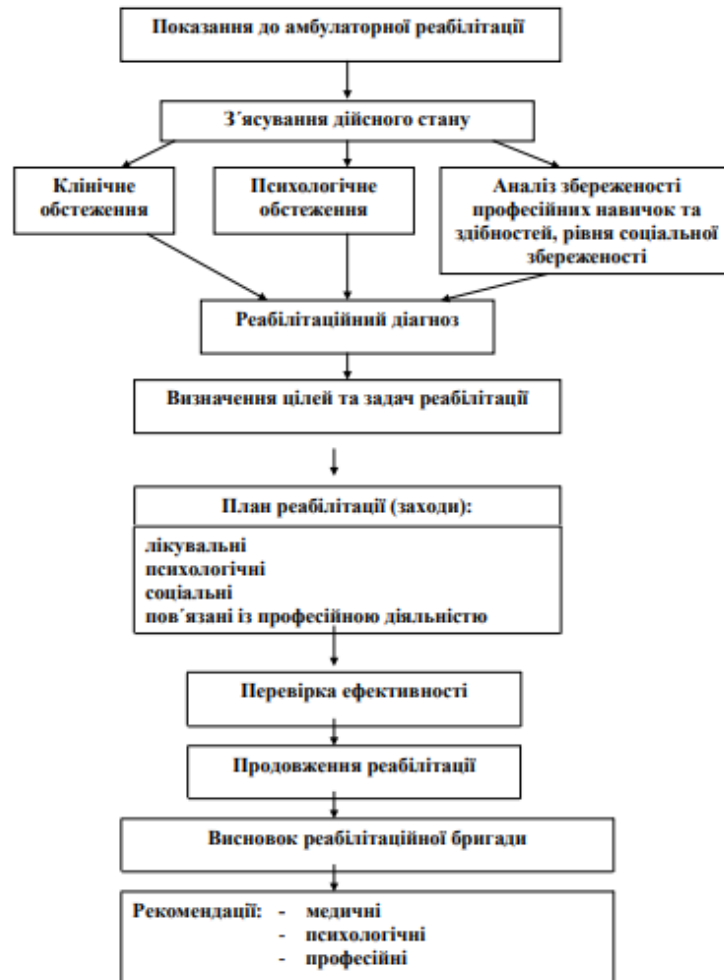 Показання до амбулаторної реабілітації
З´ясування дійсного стану
Клінічне
обстеження
Психологічне
обстеження
Аналіз збереженості
професійних навичок та
здібностей, рівня соціальної
збереженості
Реабілітаційний діагноз
Визначення цілей та задач реабілітації
План реабілітації (заходи):
лікувальні
психологічні
соціальні
пов´язані із професійною діяльністю
Перевірка ефективності
Продовження реабілітації
Висновок реабілітаційної бригади
Рекомендації: - медичні
- психологічні
- професійні